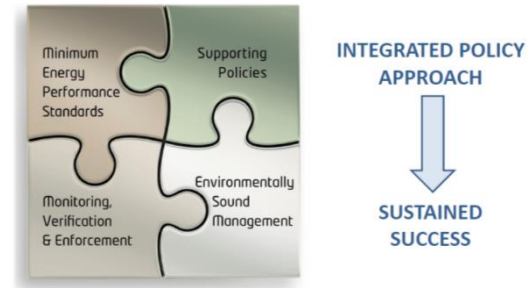 Minimum
Energy
Performance
Standards
Supporting
Policies
Monitoring,
Verification
& Enforcement
Environmentally
Sound
Management
INTEGRATED POLICY
APPROACH
SUSTAINED
SUCCESS